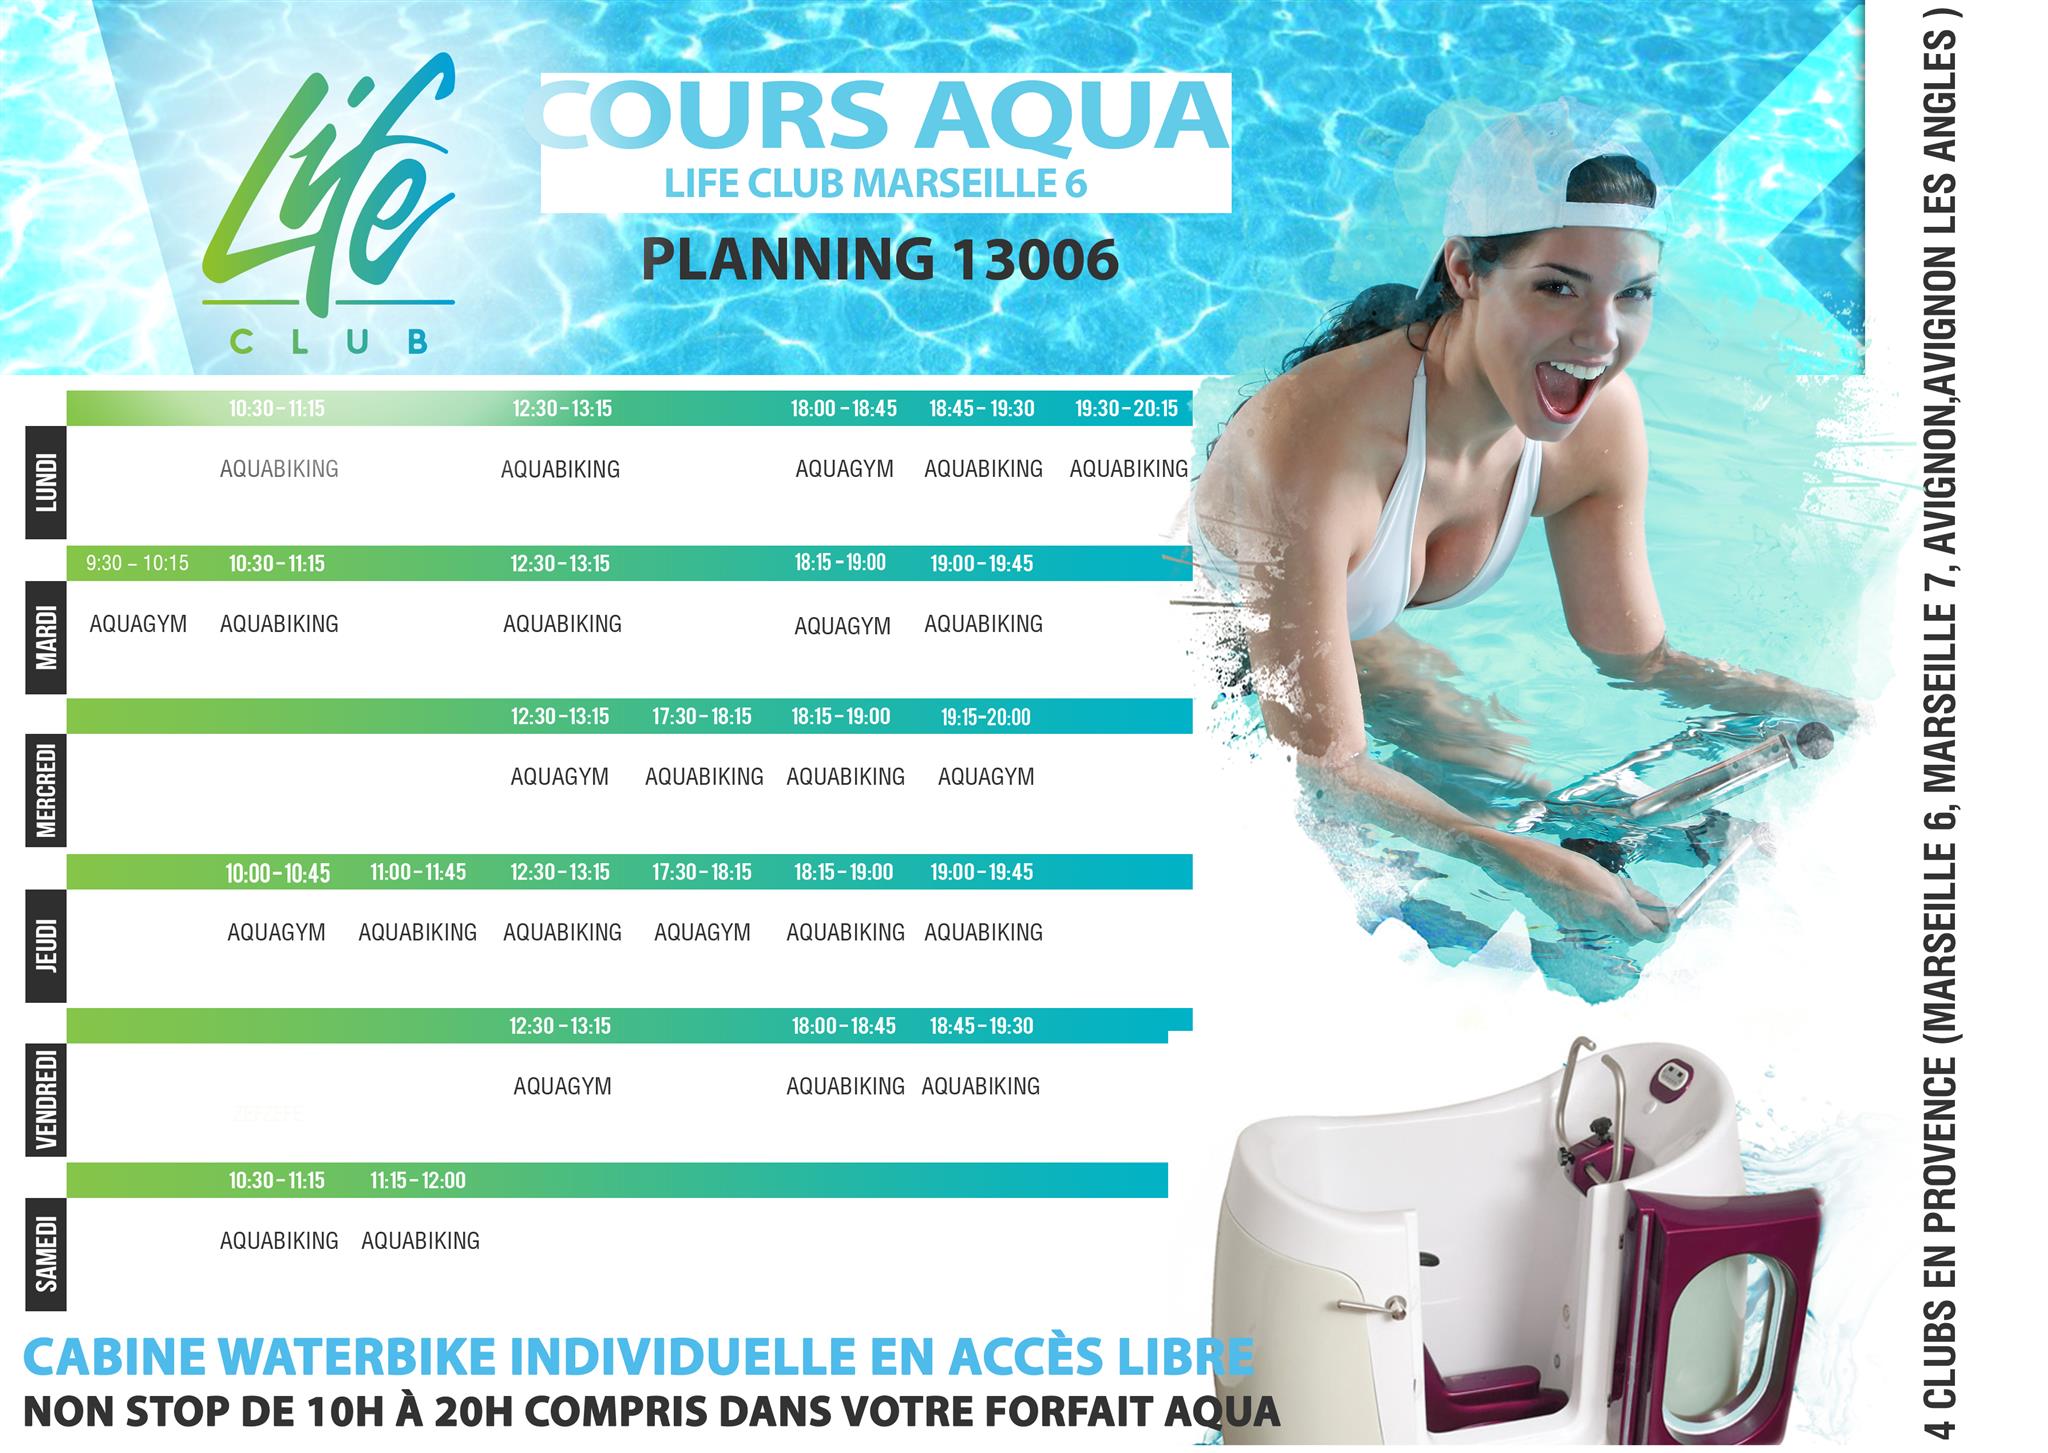 Life
CLUB
COURS AQUA
LIFE CLUB MARSEILLE 6
PLANNING 13006
10:30-11:15 12:30-13:15 18:00-18:45 18:45-19:30 19:30-20:15
LUNDI
AQUABIKING AQUABIKING AQUAGYM AQUABIKING AQUABIKING
9:30 - 10:15 10:30-11:15 12:30-13:15 18:15-19:00 19:00-19:45
MARDI
AQUAGYM AQUABIKING AQUABIKING AQUAGYM AQUABIKING
12:30-13:15 17:30-18:15 18:15-19:00 19:15-20:00
MERCREDI
AQUAGYM AQUABIKING AQUABIKING AQUAGYM
10:00-10:45 11:00-11:45 12:30-13:15 17:30-18:15 18:15-19:00 19:00-19:45
JEUDI
AQUAGYM AQUABIKING AQUABIKING AQUAGYM AQUABIKING AQUABIKING
12:30-13:15 18:00-18:45 18:45-19:30
VENDREDI
AQUAGYM AQUABIKING AQUABIKING
10:30-11:15 11:15-12:00
SAMEDI
AQUABIKING AQUABIKING
CABINE WATERBIKE INDIVIDUELLE EN ACCÈS LIBRE
NON STOP DE 10H À 20H COMPRIS DANS VOTRE FORFAIT AQUA
4 CLUBS EN PROVENCE (MARSEILLE 6, MARSEILLE 7, AVIGNON,AVIGNON LES ANGLES )